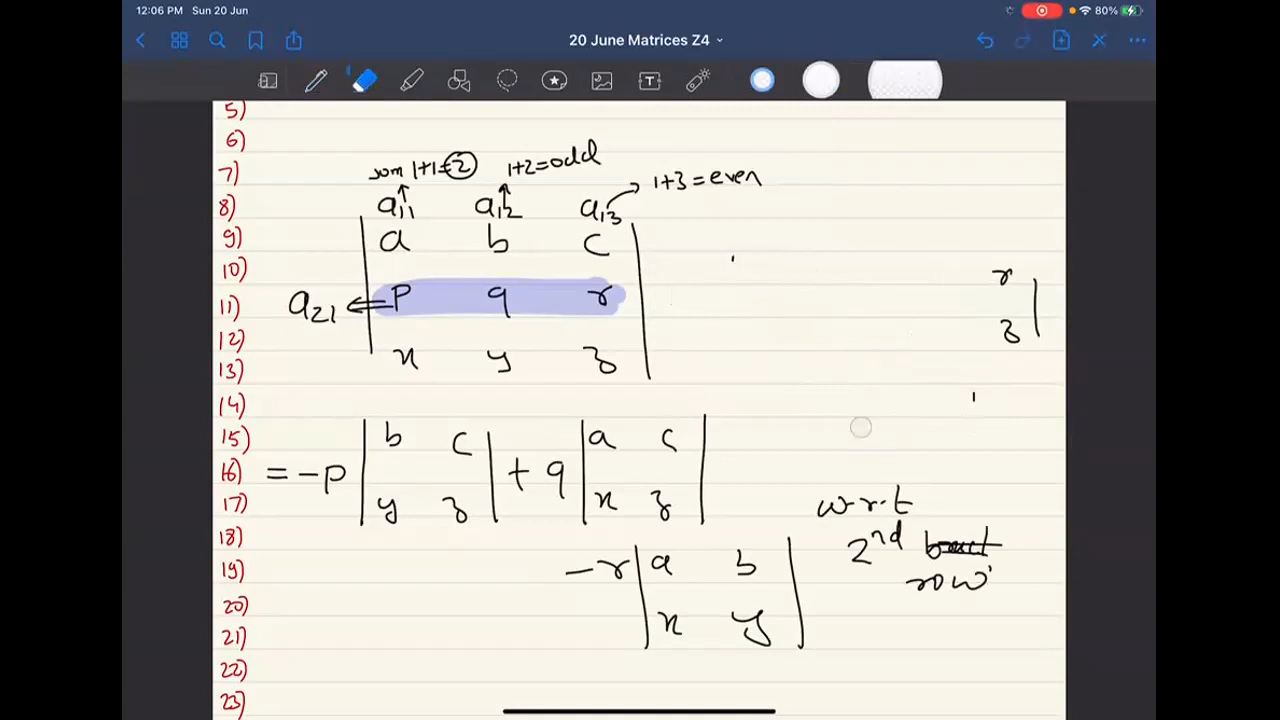 12:06 PM Sun 20 Jun
80%
20 June Matrices Z4
5)
6)
7) sum 1+1=2 1+2=odd 1+3=even
8) a11 a12 a13
9) a b c
10) r
11) a21 p q r
12) z
13) x y z
14)
15) b c a c
16) = -p + q
17) y z x z w.r.t
18) 2nd
19) -r a b row
20)
21) x y
22)
23)